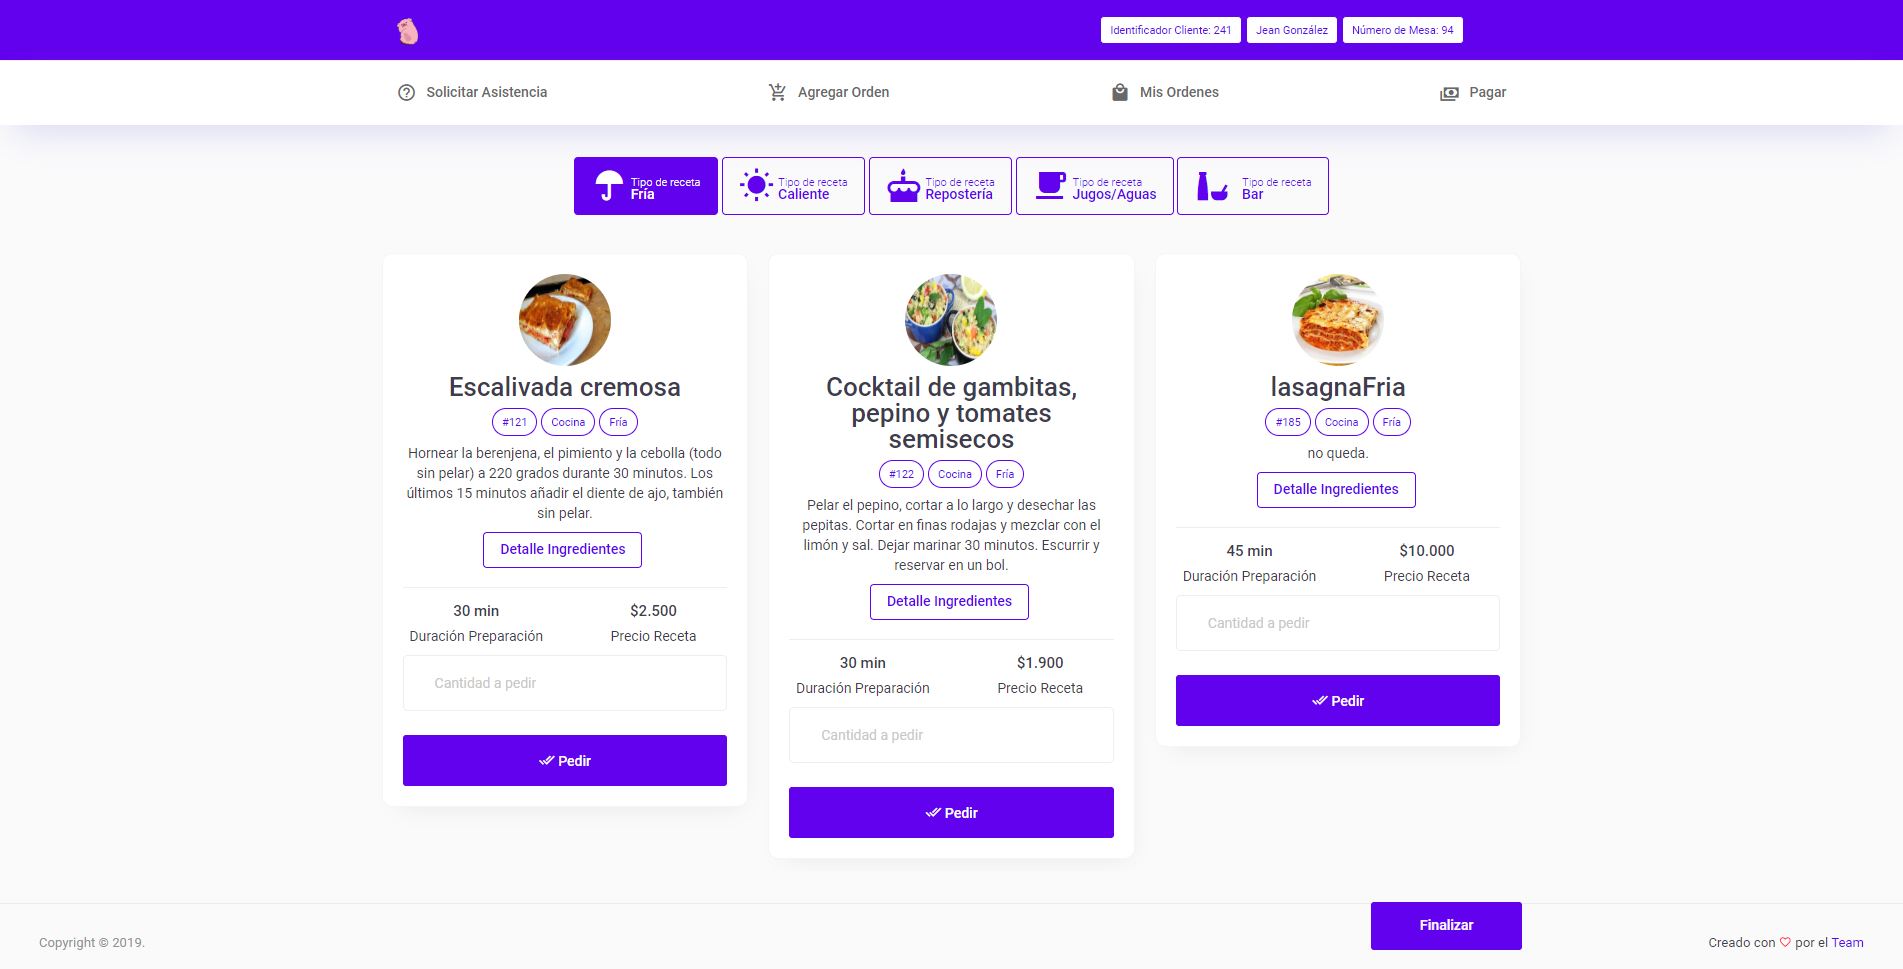 Identificador Cliente: 241
Jean González
Número de Mesa: 94
Solicitar Asistencia
Agregar Orden
Mis Ordenes
Pagar
Tipo de receta
Fría
Tipo de receta
Caliente
Tipo de receta
Repostería
Tipo de receta
Jugos/Aguas
Tipo de receta
Bar
Escalivada cremosa
#121
Cocina
Fría
Hornear la berenjena, el pimiento y la cebolla (todo
sin pelar) a 220 grados durante 30 minutos. Los
últimos 15 minutos añadir el diente de ajo, también
sin pelar.
Detalle Ingredientes
30 min
Duración Preparación
$2.500
Precio Receta
Cantidad a pedir
Pedir
Cocktail de gambitas,
pepino y tomates
semisecos
#122
Cocina
Fría
Pelar el pepino, cortar a lo largo y desechar las
pepitas. Cortar en finas rodajas y mezclar con el
limón y sal. Dejar marinar 30 minutos. Escurrir y
reservar en un bol.
Detalle Ingredientes
30 min
Duración Preparación
$1.900
Precio Receta
Cantidad a pedir
Pedir
lasagnaFria
#185
Cocina
Fría
no queda.
Detalle Ingredientes
45 min
Duración Preparación
$10.000
Precio Receta
Cantidad a pedir
Pedir
Finalizar
Copyright © 2019.
Creado con ♡ por el Team